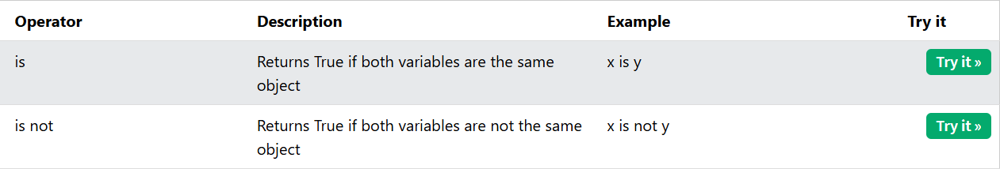 Operator Description Example Try it
is Returns True if both variables are the same x is y Try it »
object
is not Returns True if both variables are not the same x is not y Try it »
object